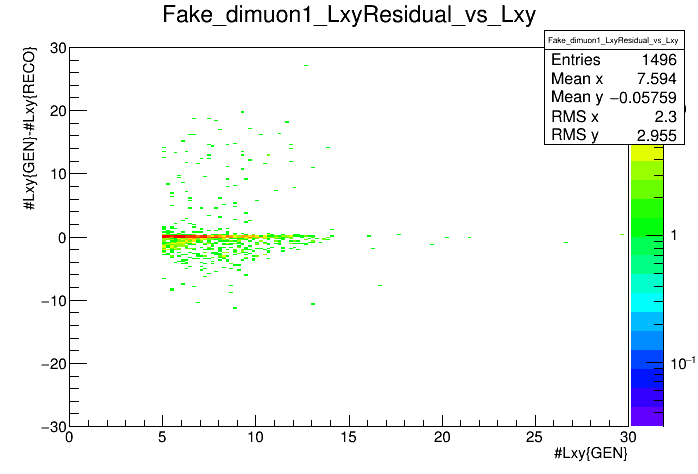 Fake_dimuon1_LxyResidual_vs_Lxy
Fake_dimuon1_LxyResidual_vs_Lxy
Entries 1496
Mean x 7.594
Mean y −0.05759
RMS x 2.3
RMS y 2.955
#Lxy{GEN}-#Lxy{RECO}
30
20
10
0
−10
−20
−30
0 5 10 15 20 25 30
#Lxy{GEN}
1
10⁻¹